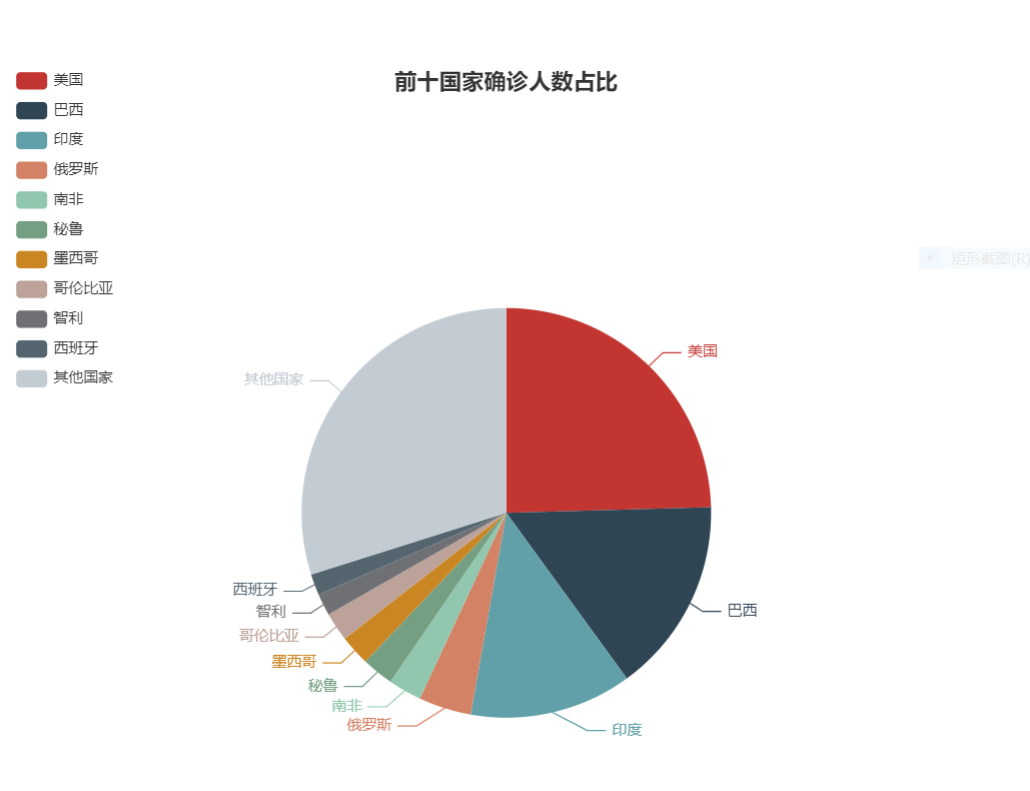 前十国家确诊人数占比
美国
巴西
印度
俄罗斯
南非
秘鲁
墨西哥
哥伦比亚
智利
西班牙
其他国家
矩形截图(R)
美国
其他国家
西班牙
巴西
智利
哥伦比亚
墨西哥
秘鲁
南非
俄罗斯
印度